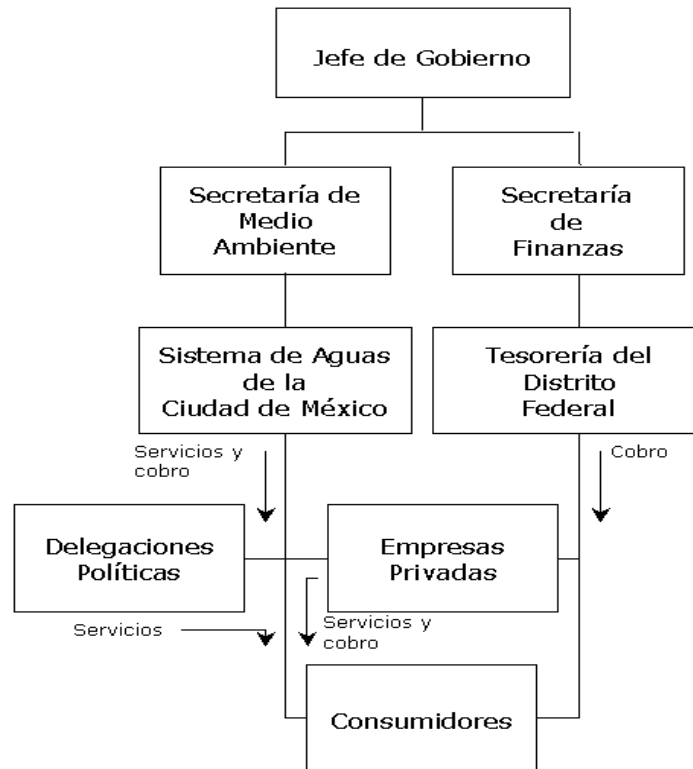 Jefe de Gobierno
Secretaría de
Medio
Ambiente
Secretaría
de
Finanzas
Sistema de Aguas
de la
Ciudad de México
Tesorería del
Distrito
Federal
Servicios y
cobro
Cobro
Delegaciones
Políticas
Empresas
Privadas
Servicios
Servicios y
cobro
Consumidores